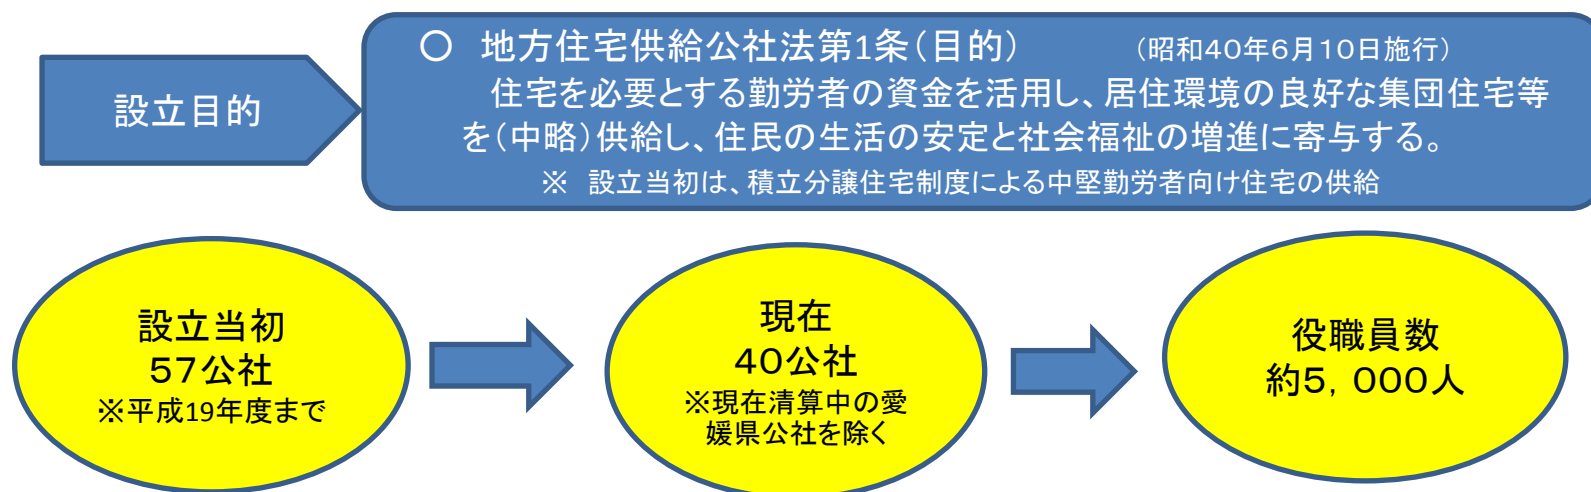 設立目的
○ 地方住宅供給公社法第1条(目的) (昭和40年6月10日施行)
住宅を必要とする勤労者の資金を活用し、居住環境の良好な集団住宅等
を(中略)供給し、住民の生活の安定と社会福祉の増進に寄与する。
※ 設立当初は、積立分譲住宅制度による中堅勤労者向け住宅の供給
設立当初
57公社
※平成19年度まで
現在
40公社
※現在清算中の愛
媛県公社を除く
役職員数
約5,000人